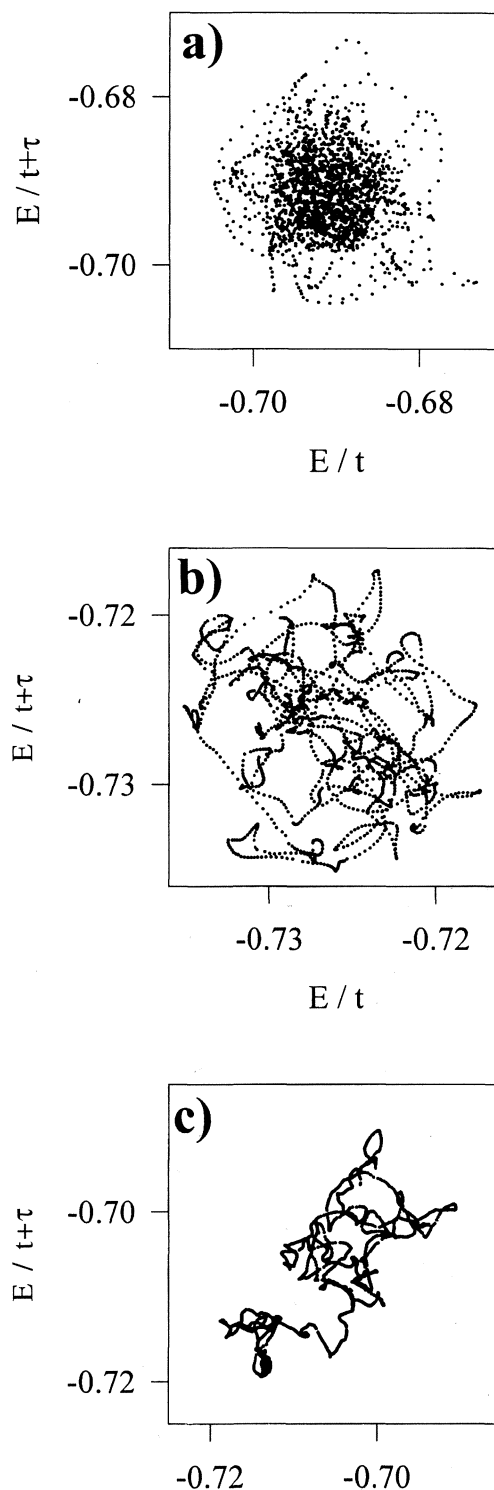 a)
-0.68
E / t+τ
-0.70
-0.70 -0.68
E / t
b)
-0.72
E / t+τ
-0.73
-0.73 -0.72
E / t
c)
-0.70
E / t+τ
-0.72
-0.72 -0.70